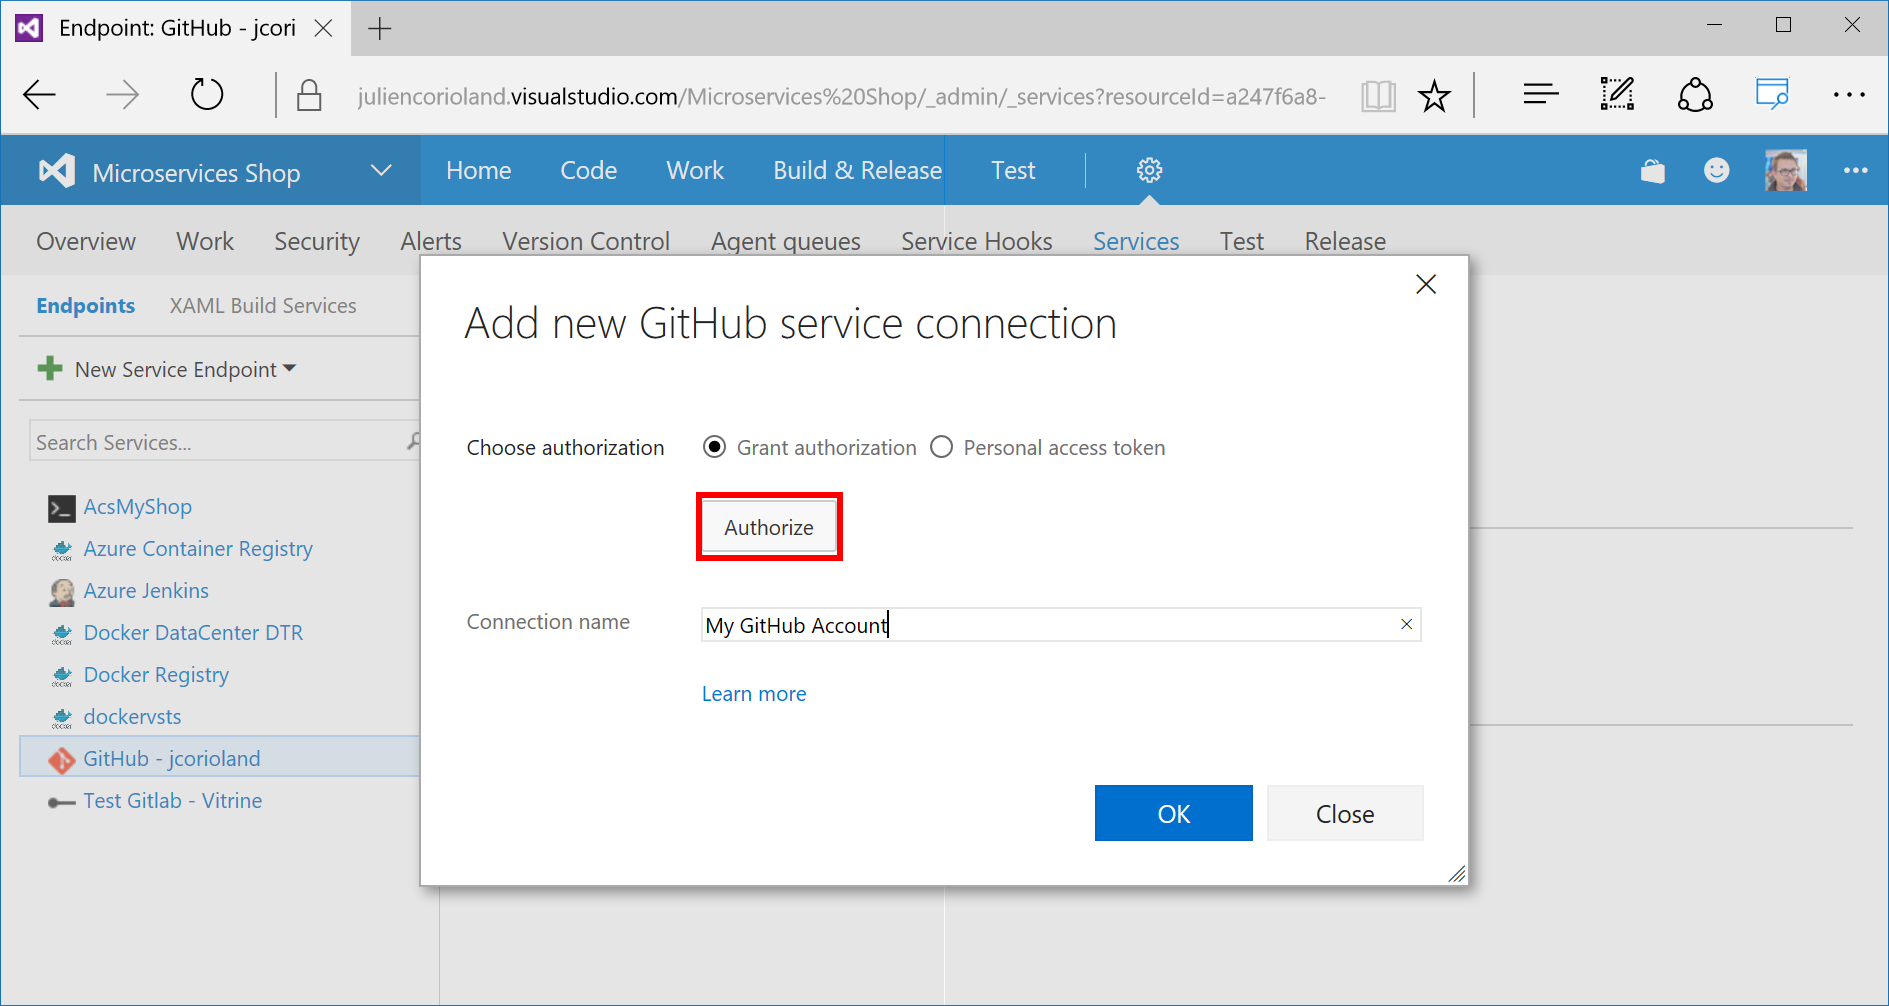 Endpoint: GitHub - jcori
juliencorioland.visualstudio.com/Microservices%20Shop/_admin/_services?resourceId=a247f6a8-
Microservices Shop Home Code Work Build & Release Test
Overview Work Security Alerts Version Control Agent queues Service Hooks Services Test Release
Endpoints XAML Build Services
New Service Endpoint
Search Services...
AcsMyShop
docker Azure Container Registry
Azure Jenkins
docker Docker DataCenter DTR
docker Docker Registry
docker dockervsts
GitHub - jcorioland
Test Gitlab - Vitrine
Add new GitHub service connection
Choose authorization Grant authorization Personal access token
Authorize
Connection name My GitHub Account
Learn more
OK Close